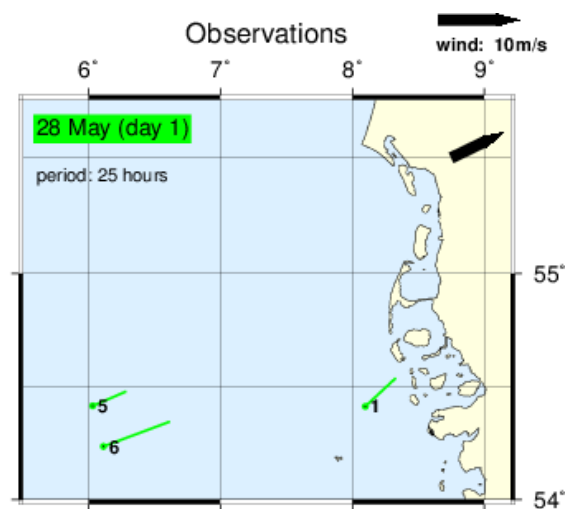 Observations
wind: 10m/s
6° 7° 8° 9°
28 May (day 1)
period: 25 hours
55°
5
1
6
54°